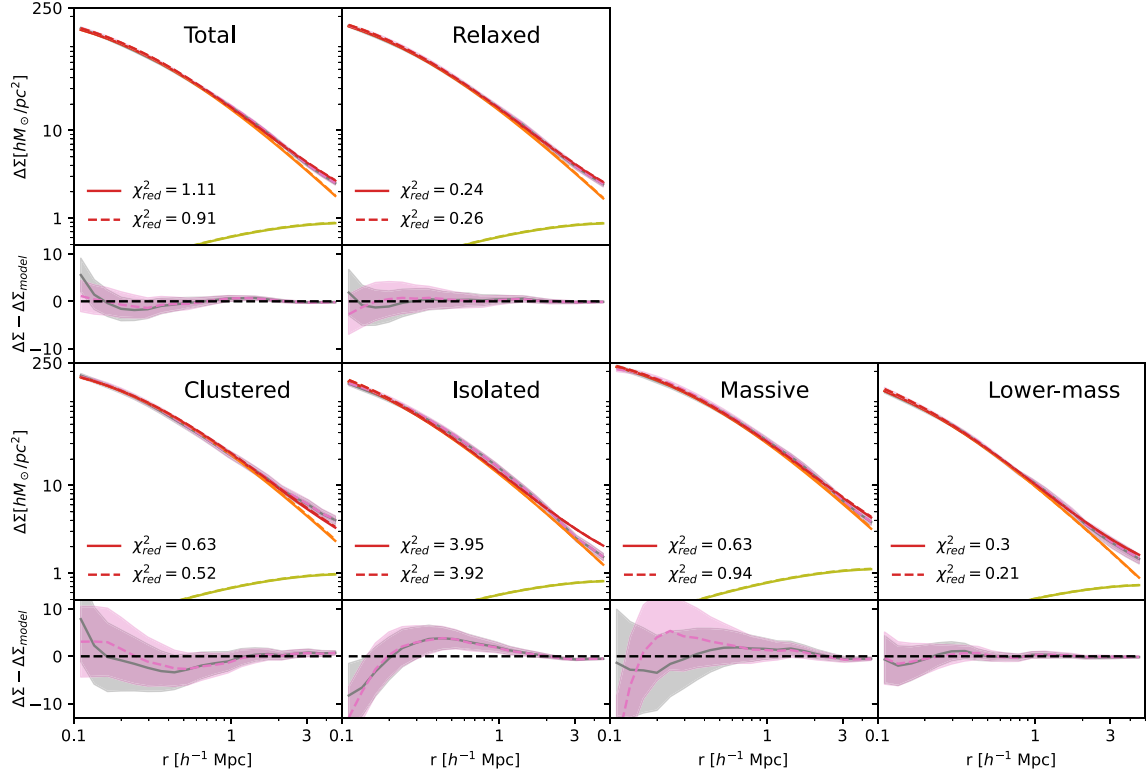 250
Total
Relaxed
ΔΣ[hM⊙/pc²]
10
χ²red = 1.11
χ²red = 0.91
χ²red = 0.24
χ²red = 0.26
1
ΔΣ − ΔΣmodel
10
0
−10
250
Clustered
Isolated
Massive
Lower-mass
ΔΣ[hM⊙/pc²]
10
χ²red = 0.63
χ²red = 0.52
χ²red = 3.95
χ²red = 3.92
χ²red = 0.63
χ²red = 0.94
χ²red = 0.3
χ²red = 0.21
1
ΔΣ − ΔΣmodel
10
0
−10
0.1 1 3 0.1 1 3 0.1 1 3 0.1 1 3
r [h⁻¹ Mpc] r [h⁻¹ Mpc] r [h⁻¹ Mpc] r [h⁻¹ Mpc]